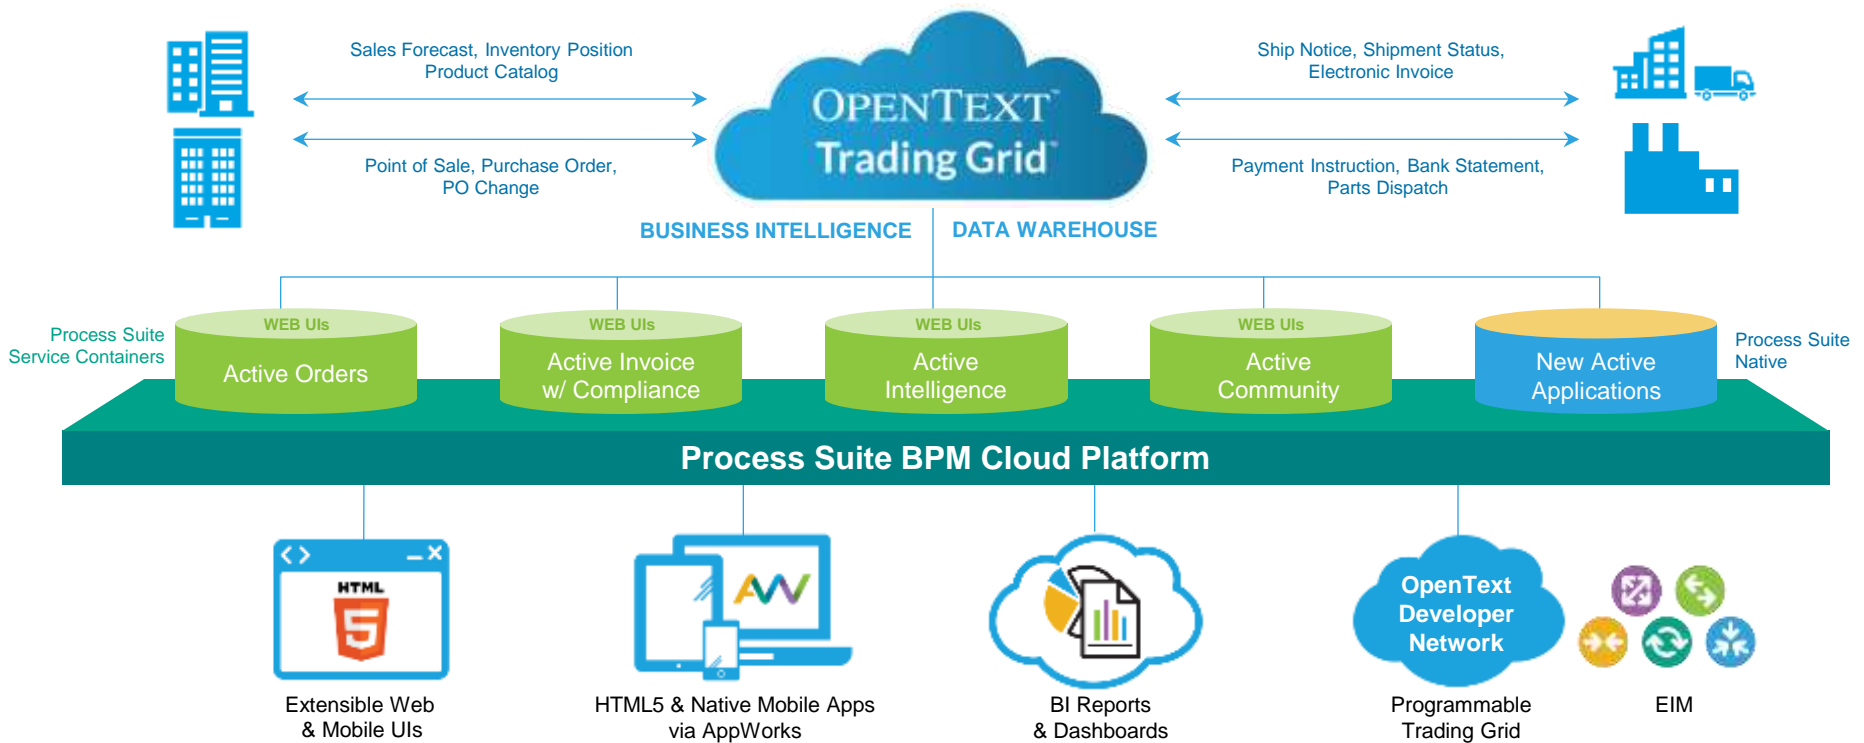 Sales Forecast, Inventory Position
Product Catalog
Point of Sale, Purchase Order,
PO Change
OPENTEXT™
Trading Grid™
Ship Notice, Shipment Status,
Electronic Invoice
Payment Instruction, Bank Statement,
Parts Dispatch
BUSINESS INTELLIGENCE
DATA WAREHOUSE
Process Suite
Service Containers
WEB UIs
Active Orders
WEB UIs
Active Invoice
w/ Compliance
WEB UIs
Active
Intelligence
WEB UIs
Active
Community
New Active
Applications
Process Suite
Native
Process Suite BPM Cloud Platform
HTML
5
Extensible Web
& Mobile UIs
AW
HTML5 & Native Mobile Apps
via AppWorks
BI Reports
& Dashboards
OpenText
Developer
Network
Programmable
Trading Grid
EIM